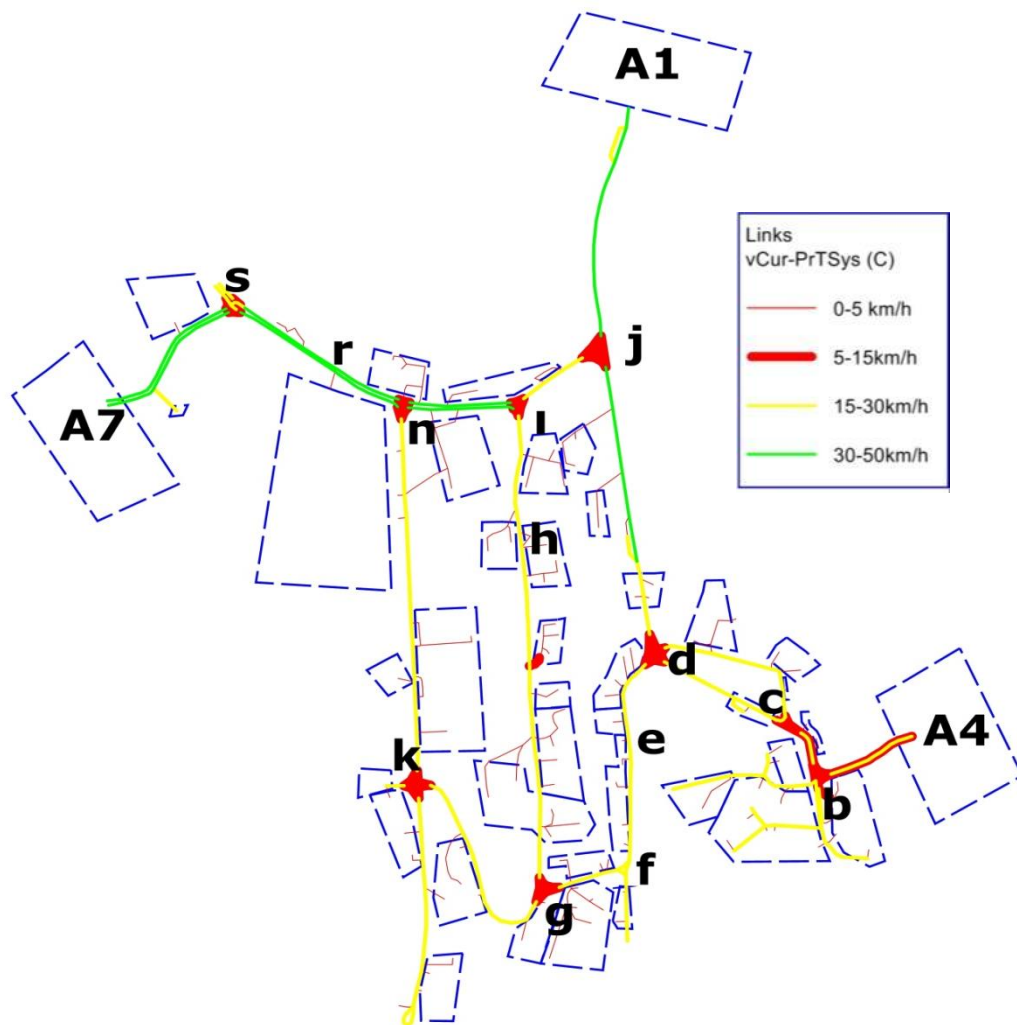 A1
Links
vCur-PrTSys (C)
0-5 km/h
5-15km/h
15-30km/h
30-50km/h
s
j
r
A7
n
l
h
d
c
A4
e
k
b
f
g